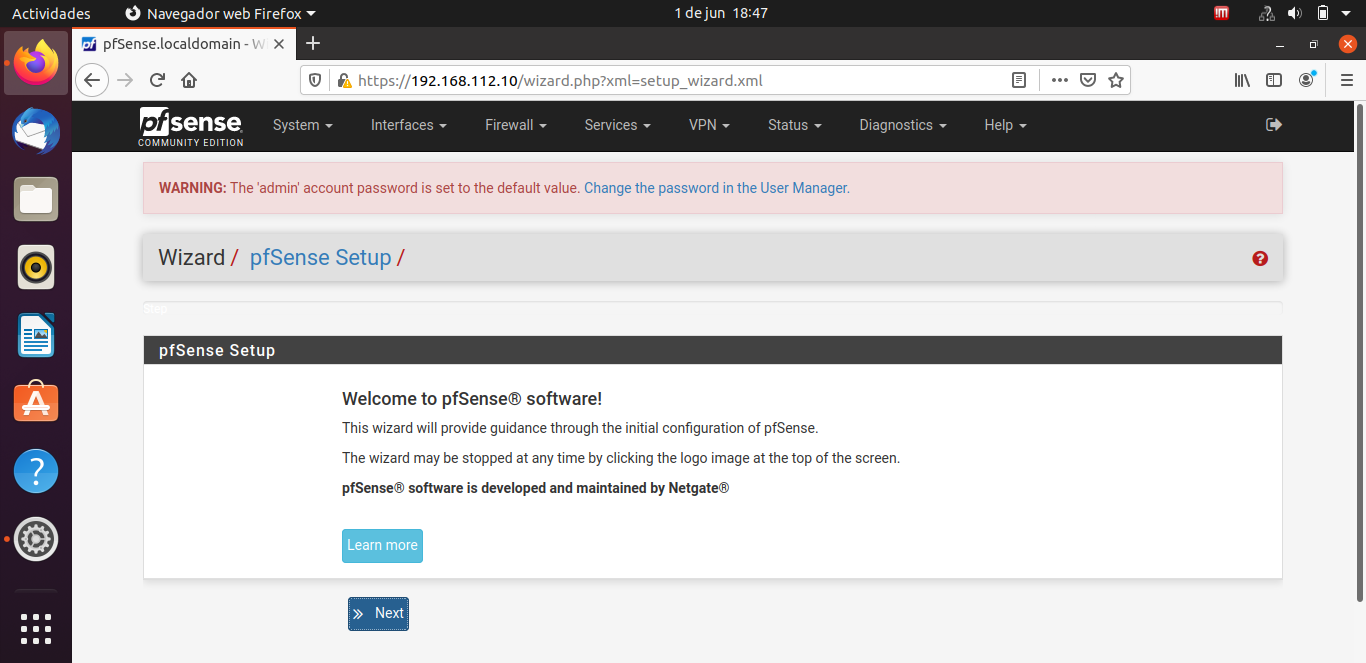 Actividades Navegador web Firefox 1 de jun 18:47
pfSense.localdomain - W
https://192.168.112.10/wizard.php?xml=setup_wizard.xml
pfsense
COMMUNITY EDITION
System Interfaces Firewall Services VPN Status Diagnostics Help
WARNING: The 'admin' account password is set to the default value. Change the password in the User Manager.
Wizard / pfSense Setup /
Step
pfSense Setup
Welcome to pfSense® software!
This wizard will provide guidance through the initial configuration of pfSense.
The wizard may be stopped at any time by clicking the logo image at the top of the screen.
pfSense® software is developed and maintained by Netgate®
Learn more
Next